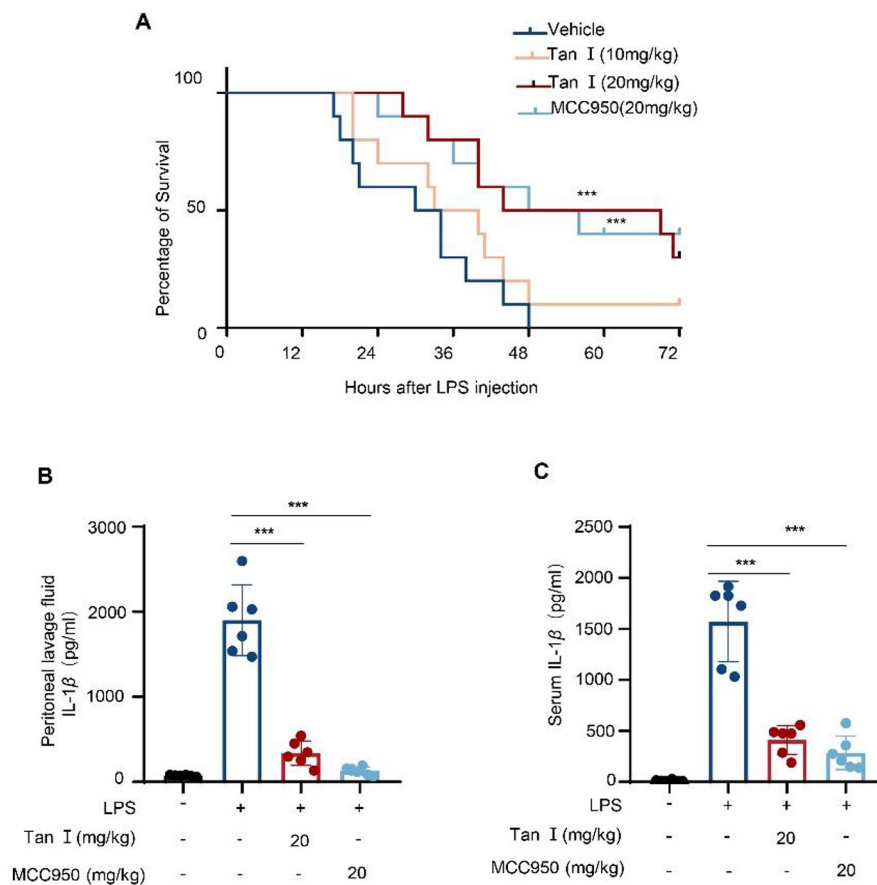 A
Vehicle
Tan I (10mg/kg)
Tan I (20mg/kg)
MCC950(20mg/kg)
Percentage of Survival
100
50
0
***
***
0 12 24 36 48 60 72
Hours after LPS injection
B
Peritoneal lavage fluid
IL-1β (pg/ml)
3000
2000
1000
0
***
***
LPS - + + +
Tan I (mg/kg) - - 20 -
MCC950 (mg/kg) - - - 20
C
Serum IL-1β (pg/ml)
2500
2000
1500
1000
500
0
***
***
LPS - + + +
Tan I (mg/kg) - - 20 -
MCC950 (mg/kg) - - - 20